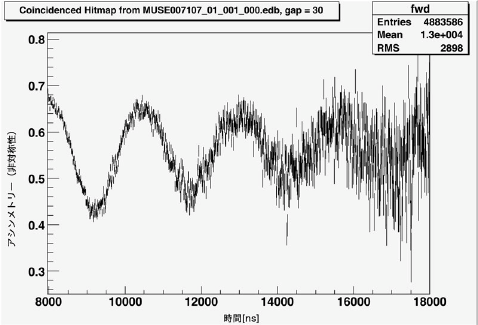 Coincidenced Hitmap from MUSE007107_01_001_000.edb, gap = 30
fwd
Entries 4883586
Mean 1.3e+004
RMS 2898
アシンメトリー（非対称性）
0.8
0.7
0.6
0.5
0.4
0.3
8000 10000 12000 14000 16000 18000
時間[ns]